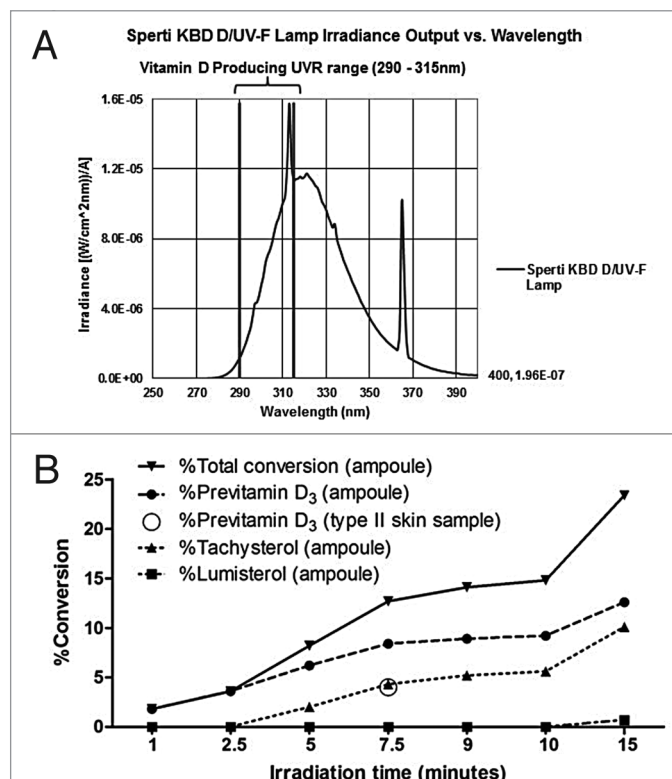 A
Sperti KBD D/UV-F Lamp Irradiance Output vs. Wavelength
Vitamin D Producing UVR range (290 - 315nm)
Irradiance [(W/cm^2nm))/A]
1.6E-05
1.2E-05
8.0E-06
4.0E-06
0.0E+00
250 270 290 310 330 350 370 390
Wavelength (nm)
Sperti KBD D/UV-F
Lamp
400, 1.96E-07
B
%Total conversion (ampoule)
%Previtamin D3 (ampoule)
%Previtamin D3 (type II skin sample)
%Tachysterol (ampoule)
%Lumisterol (ampoule)
%Conversion
25
20
15
10
5
0
1 2.5 5 7.5 9 10 15
Irradiation time (minutes)